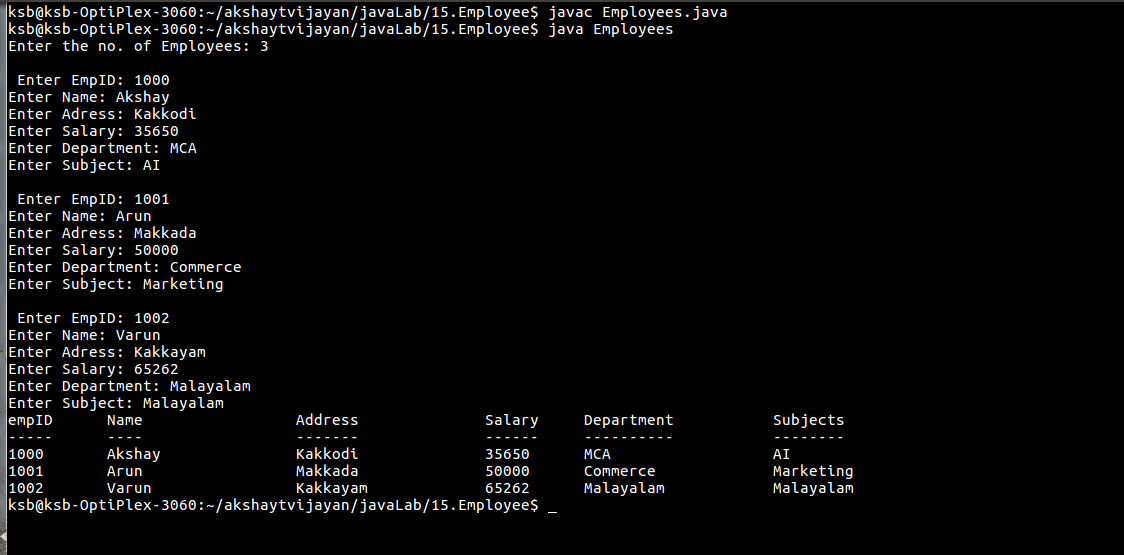 ksb@ksb-OptiPlex-3060:~/akshaytvijayan/javaLab/15.Employee$ javac Employees.java
ksb@ksb-OptiPlex-3060:~/akshaytvijayan/javaLab/15.Employee$ java Employees
Enter the no. of Employees: 3

 Enter EmpID: 1000
Enter Name: Akshay
Enter Adress: Kakkodi
Enter Salary: 35650
Enter Department: MCA
Enter Subject: AI

 Enter EmpID: 1001
Enter Name: Arun
Enter Adress: Makkada
Enter Salary: 50000
Enter Department: Commerce
Enter Subject: Marketing

 Enter EmpID: 1002
Enter Name: Varun
Enter Adress: Kakkayam
Enter Salary: 65262
Enter Department: Malayalam
Enter Subject: Malayalam
empID      Name                 Address              Salary     Department           Subjects
-----      ----                 -------              ------     ----------           --------
1000       Akshay               Kakkodi              35650      MCA                  AI
1001       Arun                 Makkada              50000      Commerce             Marketing
1002       Varun                Kakkayam             65262      Malayalam            Malayalam
ksb@ksb-OptiPlex-3060:~/akshaytvijayan/javaLab/15.Employee$ _